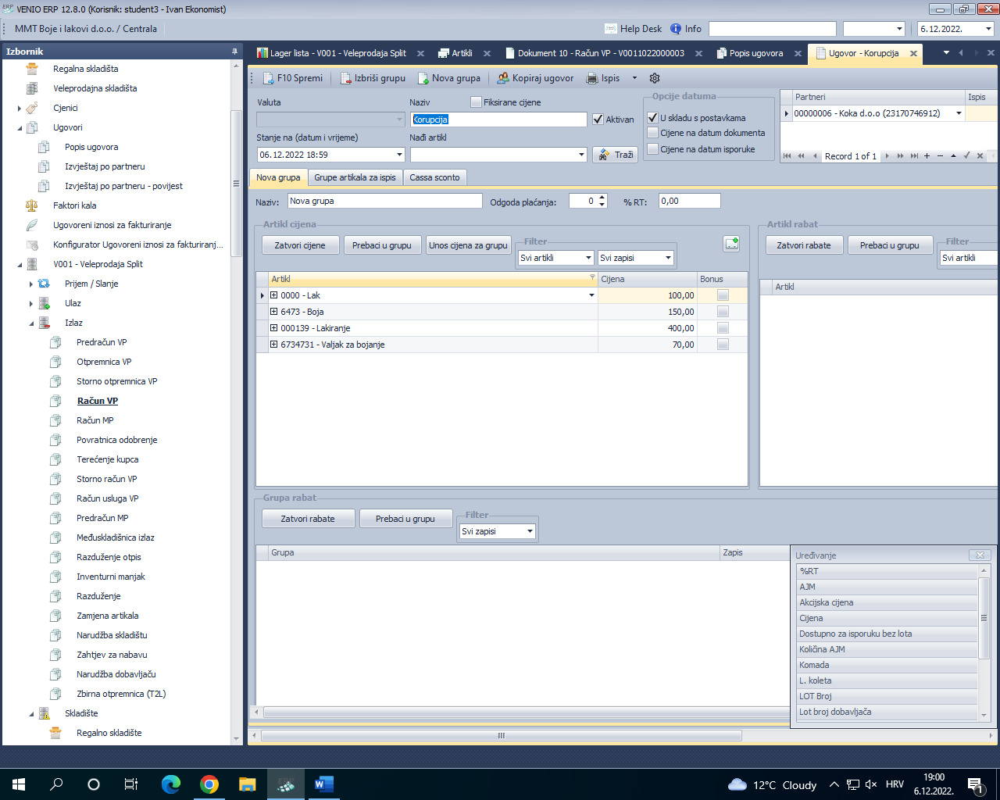 VENIO ERP 12.8.0 (Korisnik: student3 - Ivan Ekonomist)
MMT Boje i lakovi d.o.o. / Centrala
Help Desk
Info
6.12.2022.
Izbornik
Regalna skladišta
Veleprodajna skladišta
Cjenici
Ugovori
Popis ugovora
Izvještaj po partneru
Izvještaj po partneru - povijest
Faktori kala
Ugovoreni iznosi za fakturiranje
Konfigurator Ugovoreni iznosi za fakturiranj...
V001 - Veleprodaja Split
Prijem / Slanje
Ulaz
Izlaz
Predračun VP
Otpremnica VP
Storno otpremnica VP
Račun VP
Račun MP
Povratnica odobrenje
Terećenje kupca
Storno račun VP
Račun usluga VP
Predračun MP
Međuskladišnica izlaz
Razduženje otpis
Inventurni manjak
Razduženje
Zamjena artikala
Narudžba skladištu
Zahtjev za nabavu
Narudžba dobavljaču
Zbirna otpremnica (T2L)
Skladište
Regalno skladište
Lager lista - V001 - Veleprodaja Split
Artikli
Dokument 10 - Račun VP - V0011022000003
Popis ugovora
Ugovor - Korupcija
F10 Spremi
Izbriši grupu
Nova grupa
Kopiraj ugovor
Ispis
Valuta
Naziv
Fiksirane cijene
Korupcija
Aktivan
Stanje na (datum i vrijeme)
Nađi artikl
06.12.2022 18:59
Traži
Opcije datuma
U skladu s postavkama
Cijene na datum dokumenta
Cijene na datum isporuke
Partneri
Ispis
00000006 - Koka d.o.o (23170746912)
Record 1 of 1
Nova grupa
Grupe artikala za ispis
Cassa sconto
Naziv:
Nova grupa
Odgoda plaćanja:
0
% RT:
0,00
Artikl cijena
Zatvori cijene
Prebaci u grupu
Unos cijena za grupu
Filter
Svi artikli
Svi zapisi
Artikl
Cijena
Bonus
0000 - Lak
100,00
6473 - Boja
150,00
000139 - Lakiranje
400,00
6734731 - Valjak za bojanje
70,00
Artikl rabat
Zatvori rabate
Prebaci u grupu
Filter
Svi artikli
Artikl
Grupa rabat
Zatvori rabate
Prebaci u grupu
Filter
Svi zapisi
Grupa
Zapis
Uređivanje
%RT
AJM
Akcijska cijena
Cijena
Dostupno za isporuku bez lota
Količina AJM
Komada
L. koleta
LOT Broj
Lot broj dobavljača
12°C Cloudy
HRV
19:00
6.12.2022.
1